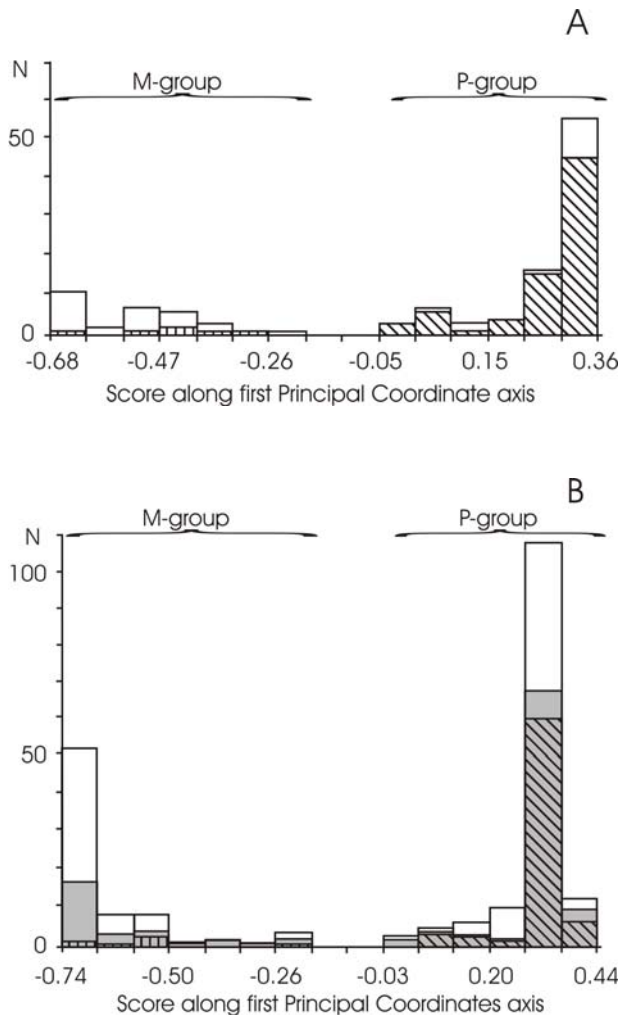 A
N
M-group P-group
50
0
-0.68 -0.47 -0.26 -0.05 0.15 0.36
Score along first Principal Coordinate axis
B
N
M-group P-group
100
50
0
-0.74 -0.50 -0.26 -0.03 0.20 0.44
Score along first Principal Coordinates axis